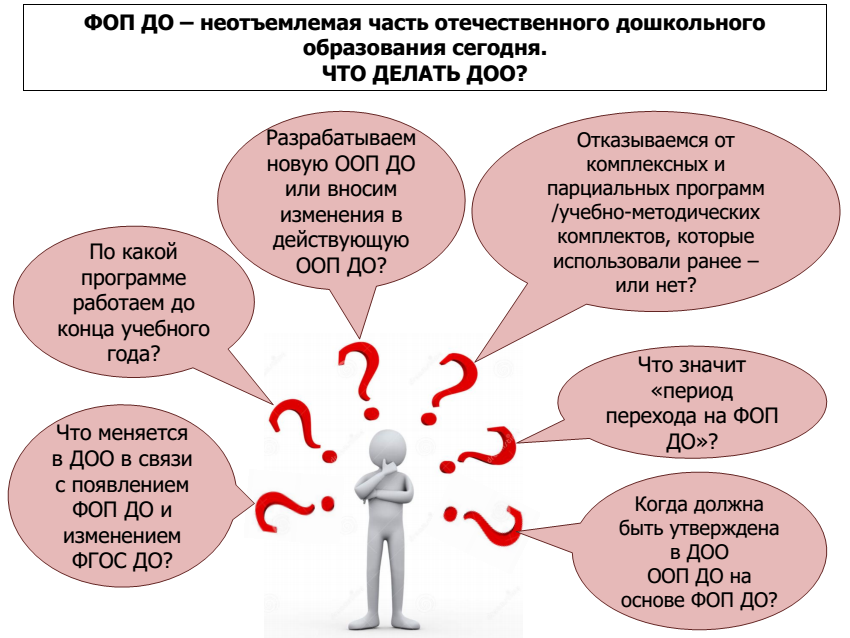 ФОП ДО – неотъемлемая часть отечественного дошкольного
образования сегодня.
ЧТО ДЕЛАТЬ ДОО?
Разрабатываем
новую ООП ДО
или вносим
изменения в
действующую
ООП ДО?
Отказываемся от
комплексных и
парциальных программ
/учебно-методических
комплектов, которые
использовали ранее –
или нет?
По какой
программе
работаем до
конца учебного
года?
Что значит
«период
перехода на ФОП
ДО»?
Что меняется
в ДОО в связи
с появлением
ФОП ДО и
изменением
ФГОС ДО?
Когда должна
быть утверждена
в ДОО
ООП ДО на
основе ФОП ДО?